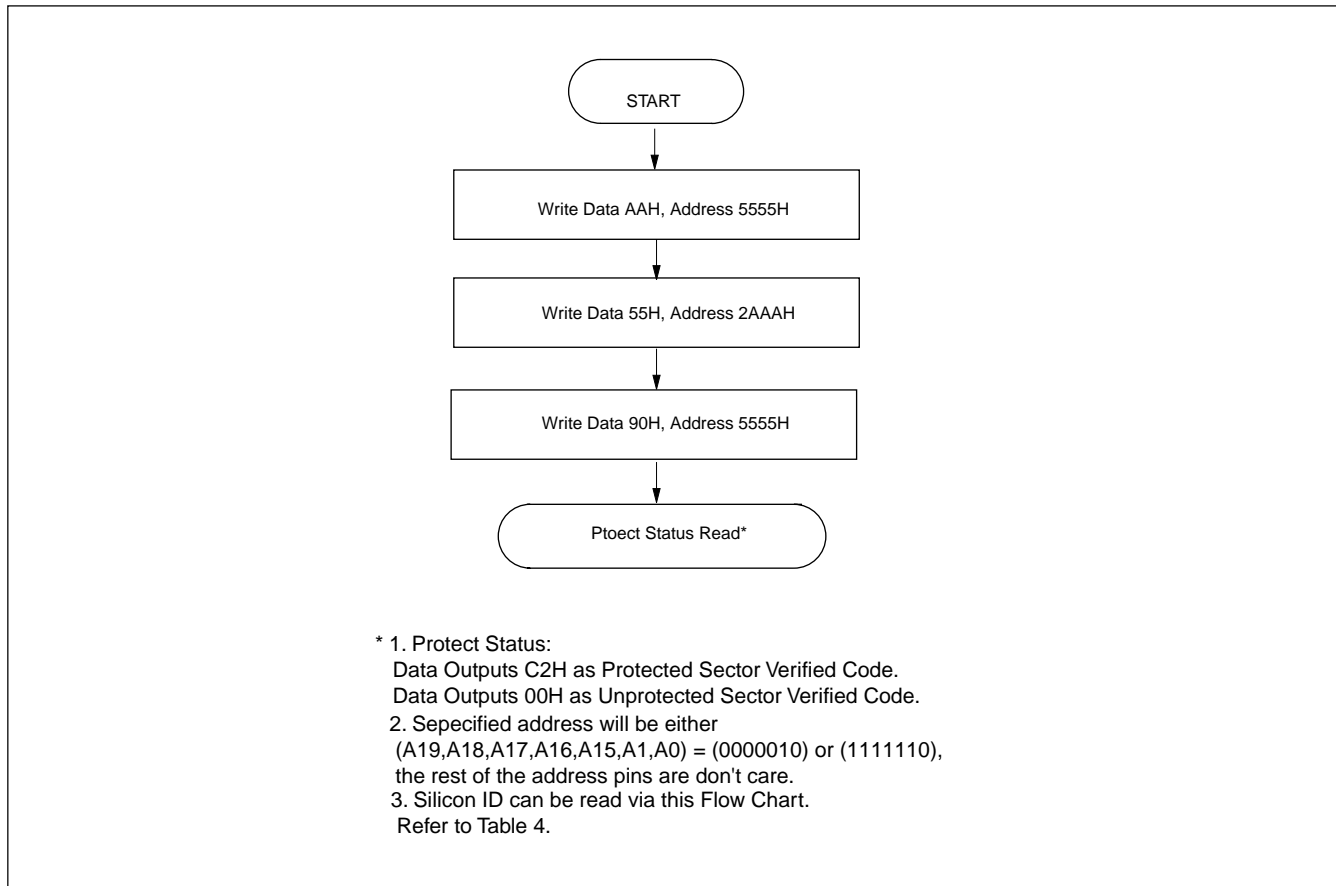 START
Write Data AAH, Address 5555H
Write Data 55H, Address 2AAAH
Write Data 90H, Address 5555H
Ptoect Status Read*
* 1. Protect Status:
Data Outputs C2H as Protected Sector Verified Code.
Data Outputs 00H as Unprotected Sector Verified Code.
2. Sepecified address will be either
(A19,A18,A17,A16,A15,A1,A0) = (0000010) or (1111110),
the rest of the address pins are don't care.
3. Silicon ID can be read via this Flow Chart.
Refer to Table 4.